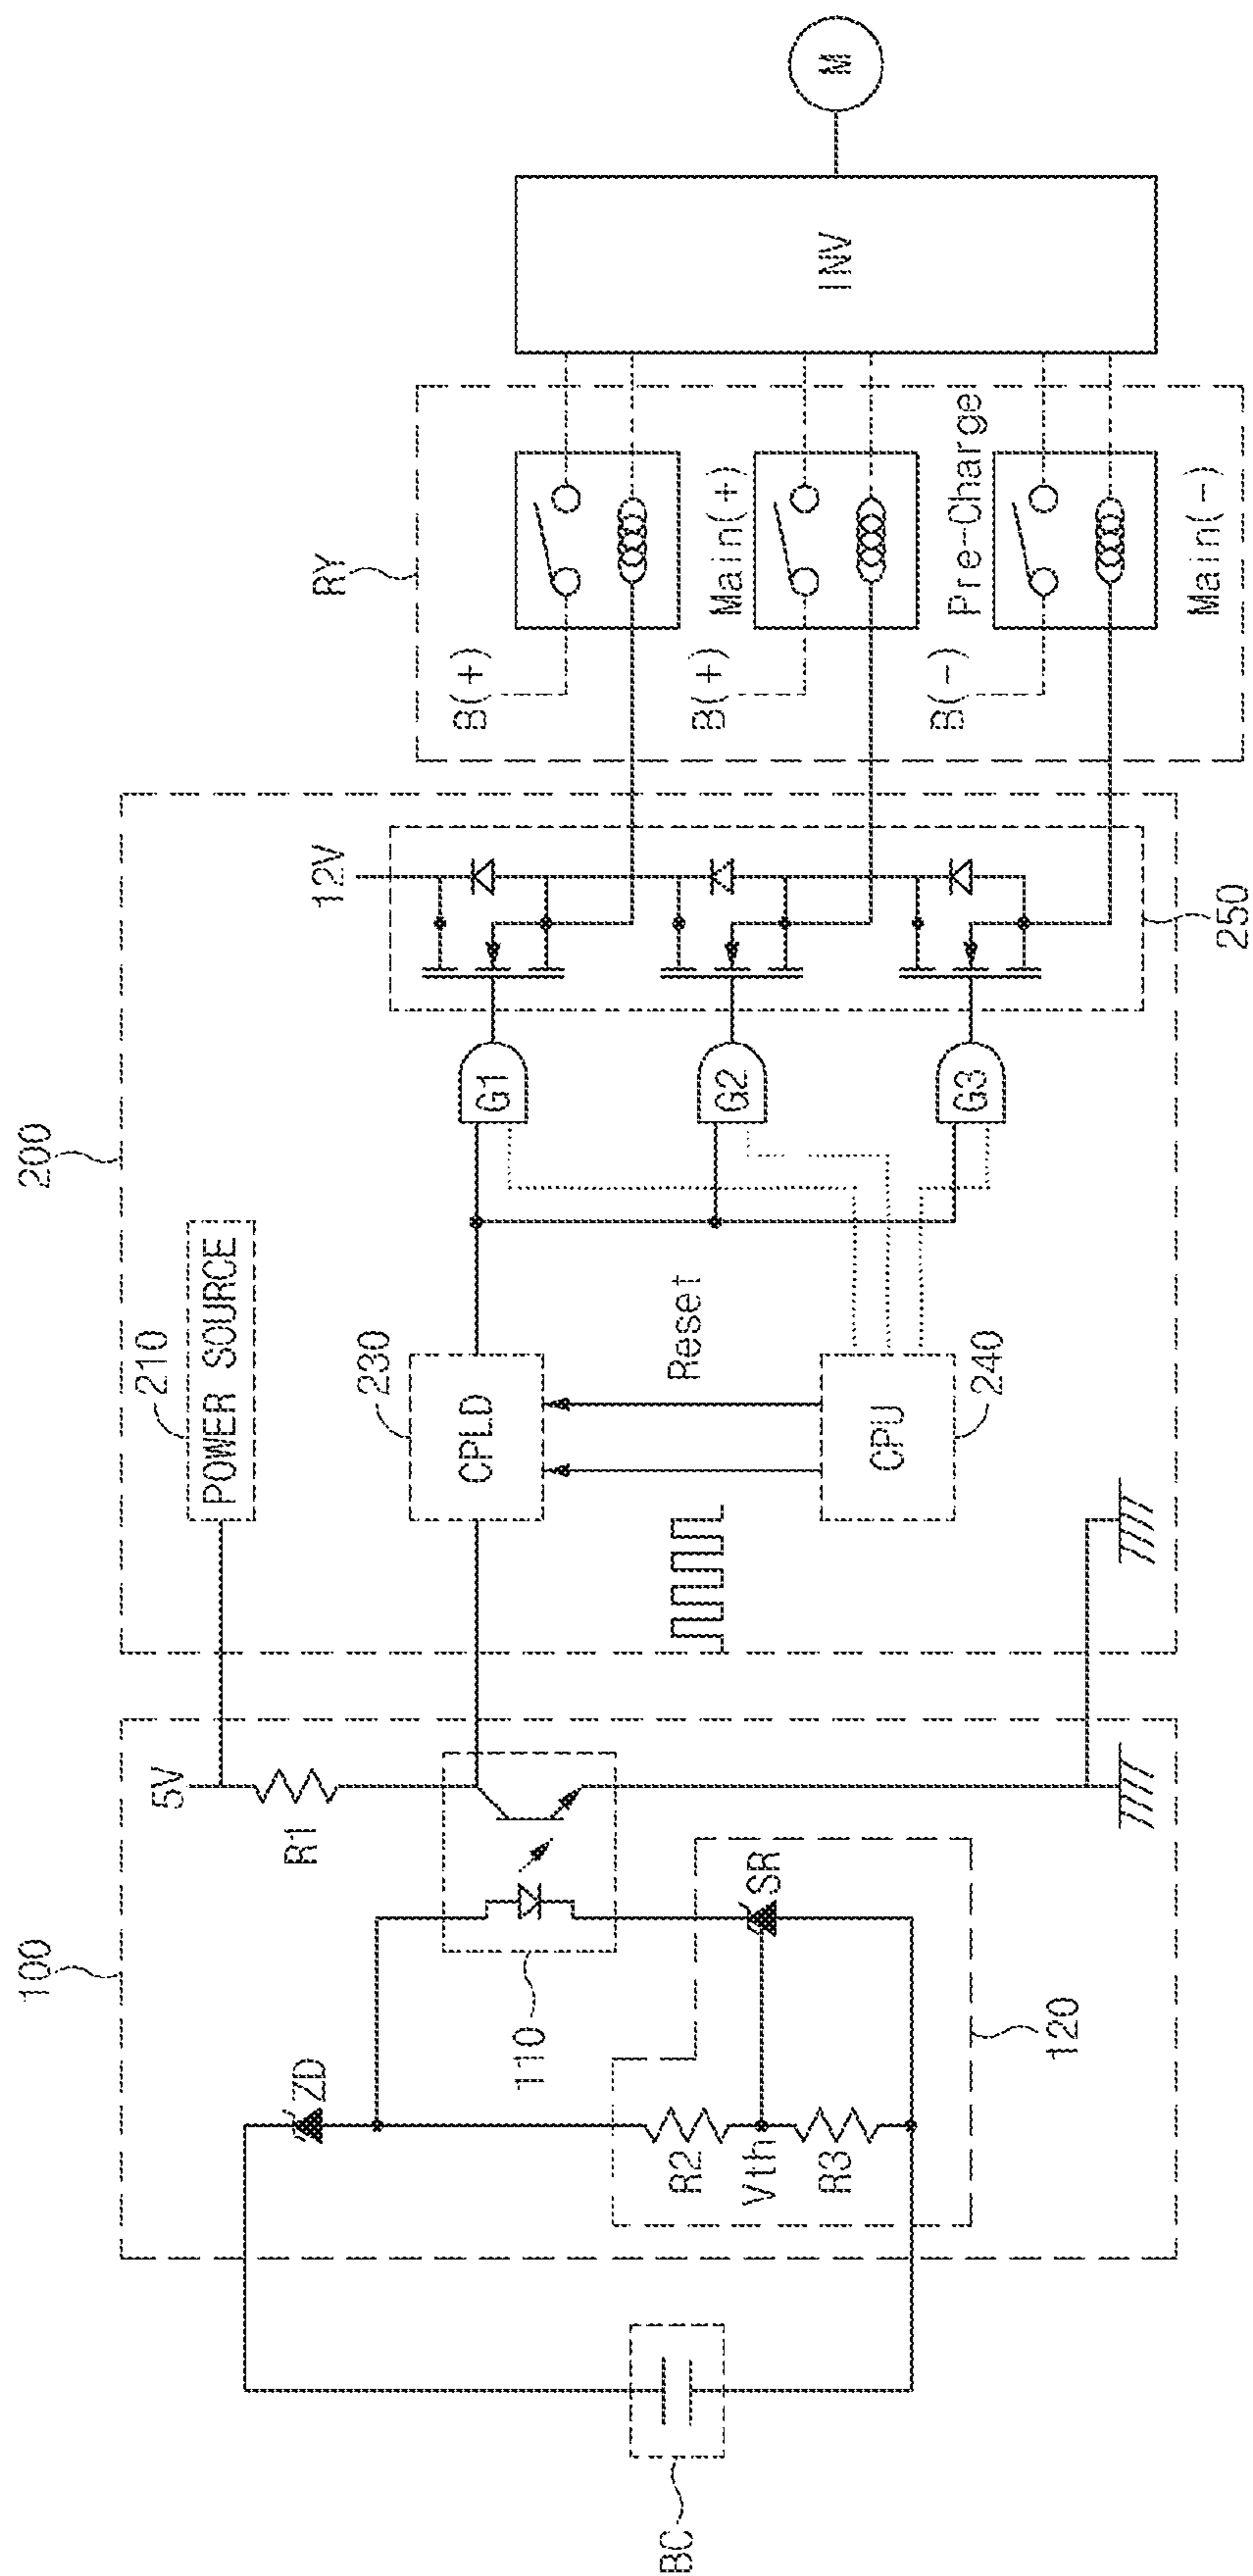 BC
100
ZD
R2
Vth
R3
120
110
SR
5V
R1
200
210
POWER SOURCE
230
CPLD
Reset
CPU
240
G1
G2
G3
12V
250
RY
B(+)
Main(+)
B(+)
Pre-Charge
B(-)
Main(-)
INV
M